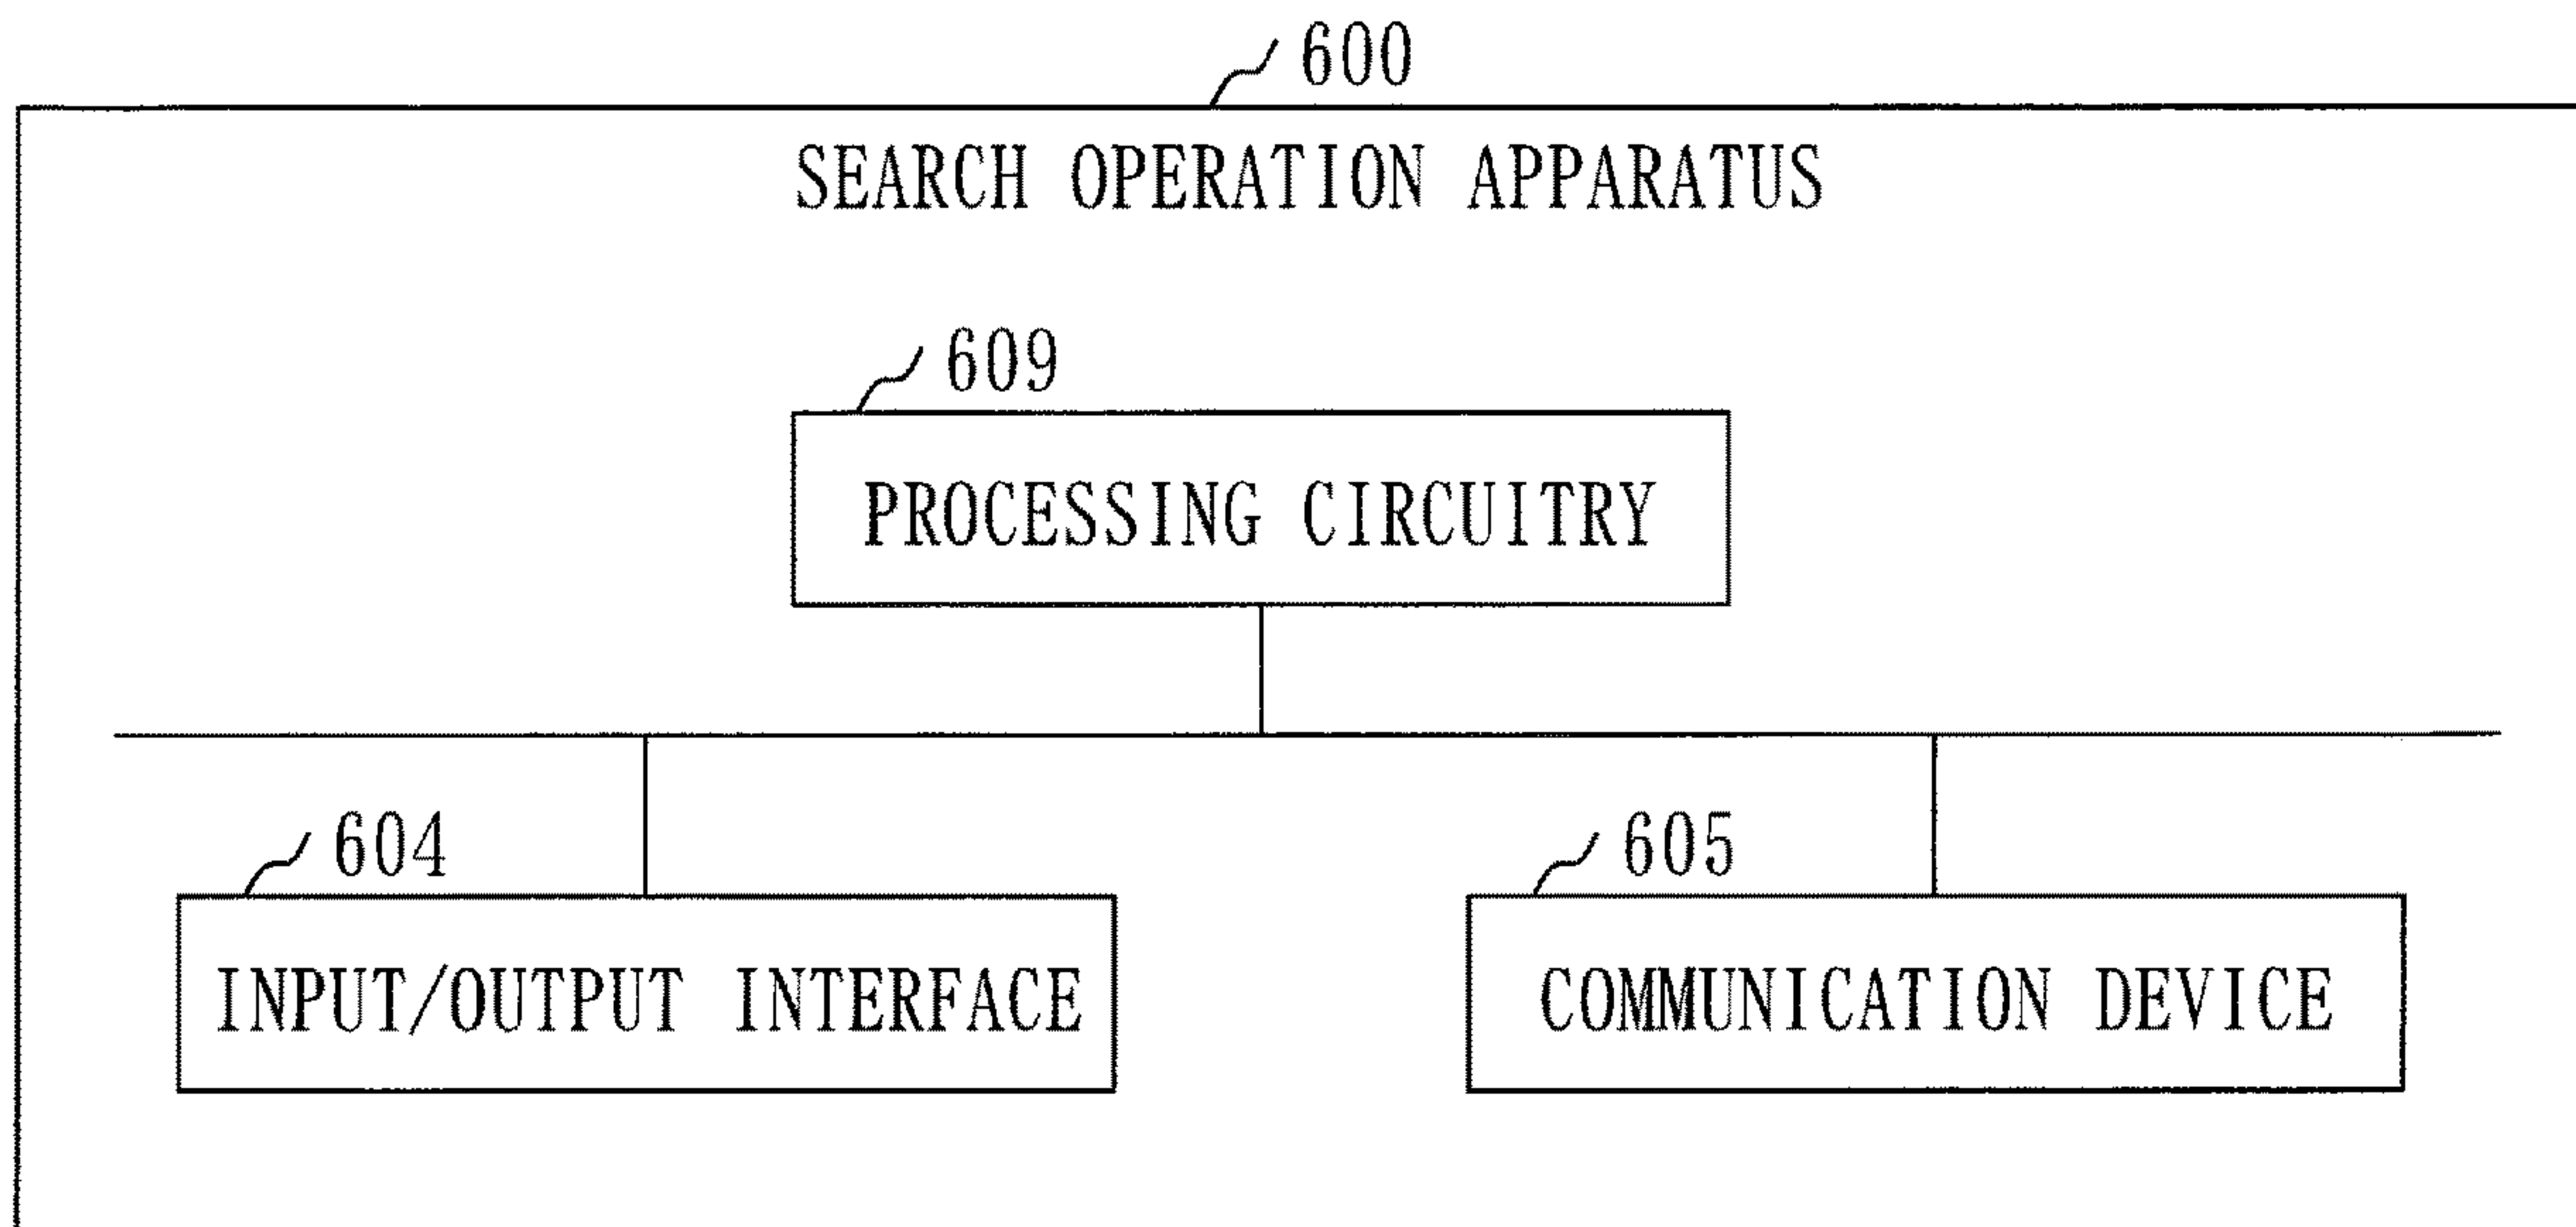 600
SEARCH OPERATION APPARATUS
609
PROCESSING CIRCUITRY
604
605
INPUT/OUTPUT INTERFACE
COMMUNICATION DEVICE